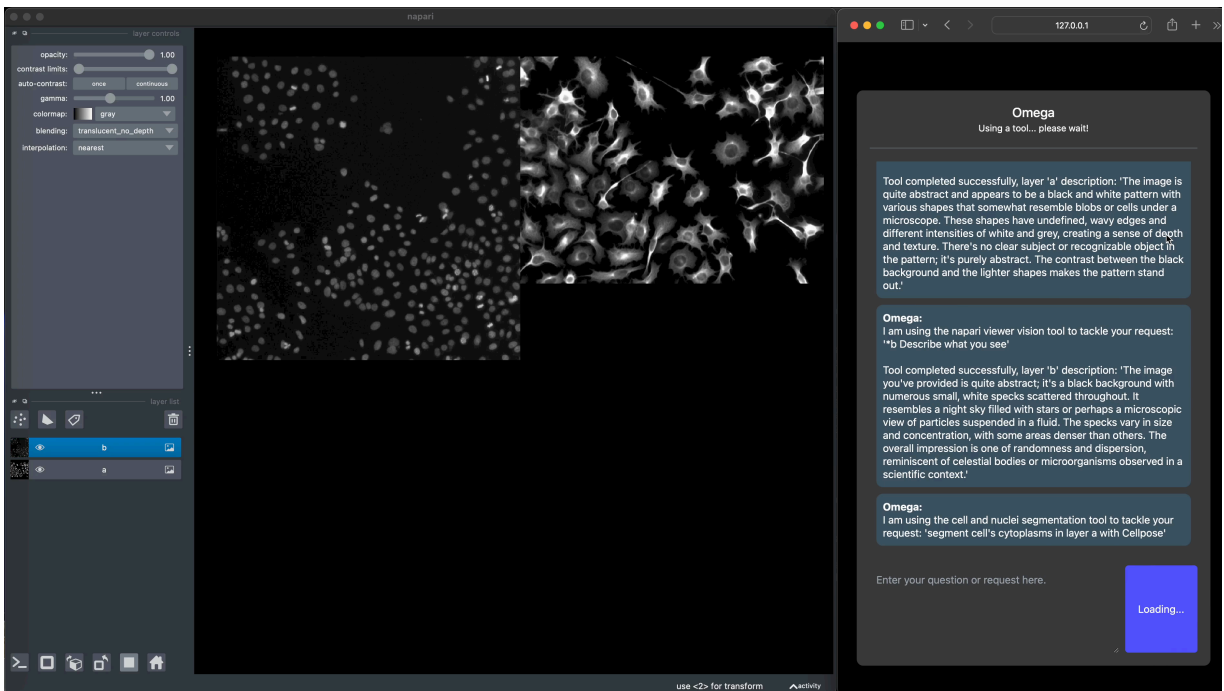 napari
layer controls
opacity: 1.00
contrast limits:
auto-contrast: once continuous
gamma: 1.00
colormap: gray
blending: translucent_no_depth
interpolation: nearest
layer list
b
a
use <2> for transform activity
127.0.0.1
Omega
Using a tool... please wait!
Tool completed successfully, layer 'a' description: 'The image is
quite abstract and appears to be a black and white pattern with
various shapes that somewhat resemble blobs or cells under a
microscope. These shapes have undefined, wavy edges and
different intensities of white and grey, creating a sense of depth
and texture. There's no clear subject or recognizable object in
the pattern; it's purely abstract. The contrast between the black
background and the lighter shapes makes the pattern stand
out.'
Omega:
I am using the napari viewer vision tool to tackle your request:
'*b Describe what you see'
Tool completed successfully, layer 'b' description: 'The image
you've provided is quite abstract; it's a black background with
numerous small, white specks scattered throughout. It
resembles a night sky filled with stars or perhaps a microscopic
view of particles suspended in a fluid. The specks vary in size
and concentration, with some areas denser than others. The
overall impression is one of randomness and dispersion,
reminiscent of celestial bodies or microorganisms observed in a
scientific context.'
Omega:
I am using the cell and nuclei segmentation tool to tackle your
request: 'segment cell's cytoplasms in layer a with Cellpose'
Enter your question or request here.
Loading...